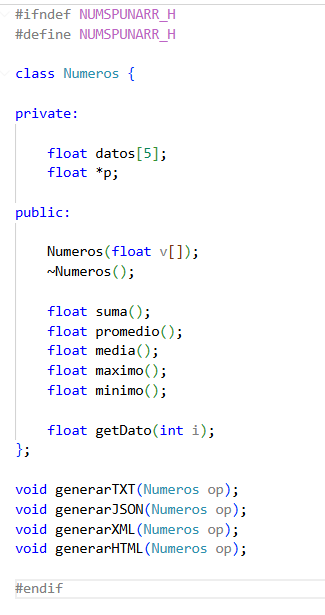 #ifndef NUMSPUNARR_H
#define NUMSPUNARR_H
class Numeros {
private:
float datos[5];
float *p;
public:
Numeros(float v[]);
~Numeros();
float suma();
float promedio();
float media();
float maximo();
float minimo();
float getDato(int i);
};
void generarTXT(Numeros op);
void generarJSON(Numeros op);
void generarXML(Numeros op);
void generarHTML(Numeros op);
#endif